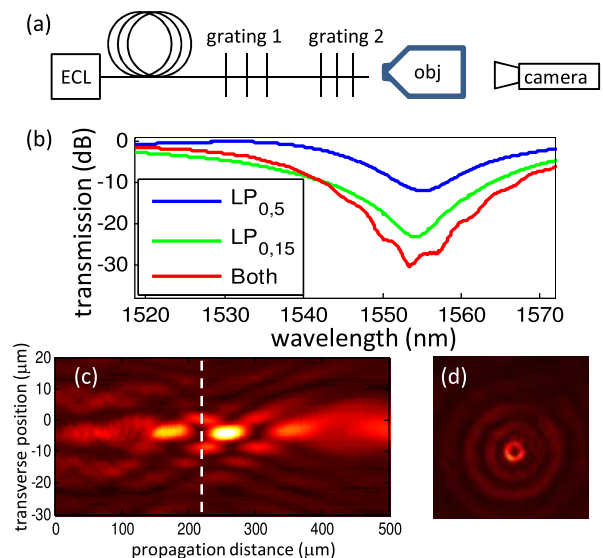 (a)
grating 1 grating 2
ECL
obj
camera
(b)
transmission (dB)
0
-10
-20
-30
LP0,5
LP0,15
Both
1520 1530 1540 1550 1560 1570
wavelength (nm)
(c)
transverse position (μm)
20
10
0
-10
-20
-30
0 100 200 300 400 500
propagation distance (μm)
(d)